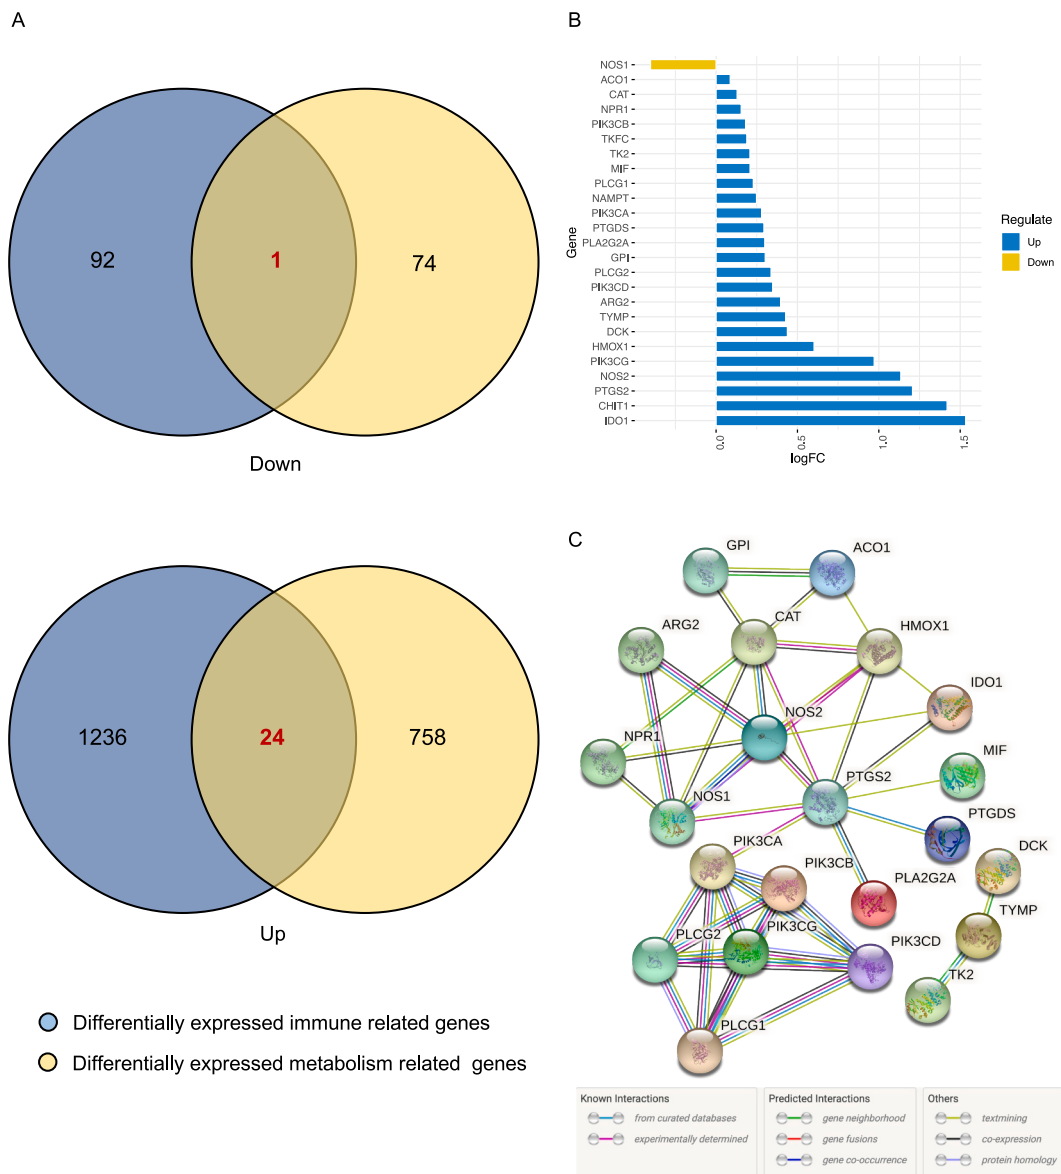 A
92
1
74
Down
1236
24
758
Up
Differentially expressed immune related genes
Differentially expressed metabolism related genes
B
Gene
NOS1
ACO1
CAT
NPR1
PIK3CB
TKFC
TK2
MIF
PLCG1
NAMPT
PIK3CA
PTGDS
PLA2G2A
GPI
PLCG2
PIK3CD
ARG2
TYMP
DCK
HMOX1
PIK3CG
NOS2
PTGS2
CHIT1
IDO1
0.0
0.5
1.0
1.5
logFC
Regulate
Up
Down
C
GPI
ACO1
CAT
ARG2
HMOX1
IDO1
NOS2
NPR1
MIF
PTGS2
NOS1
PTGDS
PIK3CA
DCK
PIK3CB
PLA2G2A
TYMP
PIK3CG
PLCG2
PIK3CD
TK2
PLCG1
Known Interactions
from curated databases
experimentally determined
Predicted Interactions
gene neighborhood
gene fusions
gene co-occurrence
Others
textmining
co-expression
protein homology